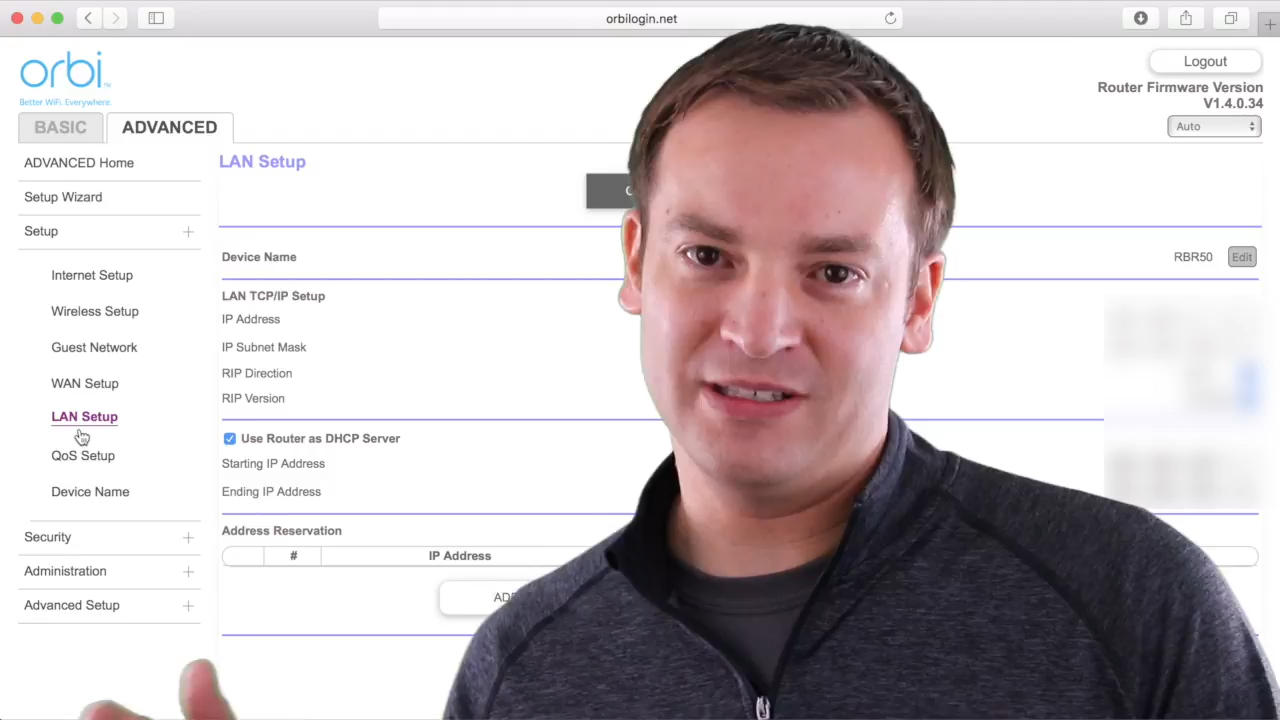 orbilogin.net
orbi
Better WiFi. Everywhere.
Logout
Router Firmware Version
V1.4.0.34
Auto
BASIC
ADVANCED
ADVANCED Home
Setup Wizard
Setup
Internet Setup
Wireless Setup
Guest Network
WAN Setup
LAN Setup
QoS Setup
Device Name
Security
Administration
Advanced Setup
LAN Setup
Device Name
RBR50
Edit
LAN TCP/IP Setup
IP Address
IP Subnet Mask
RIP Direction
RIP Version
Use Router as DHCP Server
Starting IP Address
Ending IP Address
Address Reservation
# IP Address